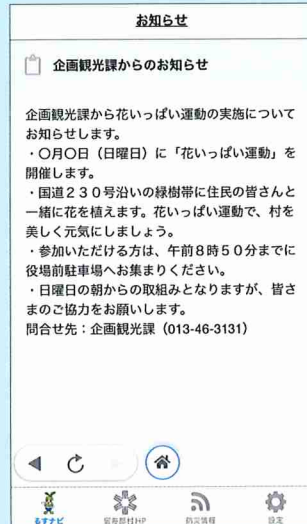 お知らせ
企画観光課からのお知らせ
企画観光課から花いっぱい運動の実施について
お知らせします。
・〇月〇日（日曜日）に「花いっぱい運動」を
開催します。
・国道２３０号沿いの緑樹帯に住民の皆さんと
一緒に花を植えます。花いっぱい運動で、村を
美しく元気にしましょう。
・参加いただける方は、午前８時５０分までに
役場前駐車場へお集まりください。
・日曜日の朝からの取組みとなりますが、皆さ
まのご協力をお願いします。
問合せ先：企画観光課（013-46-3131）
るすナビ
留寿都村HP
防災情報
設定